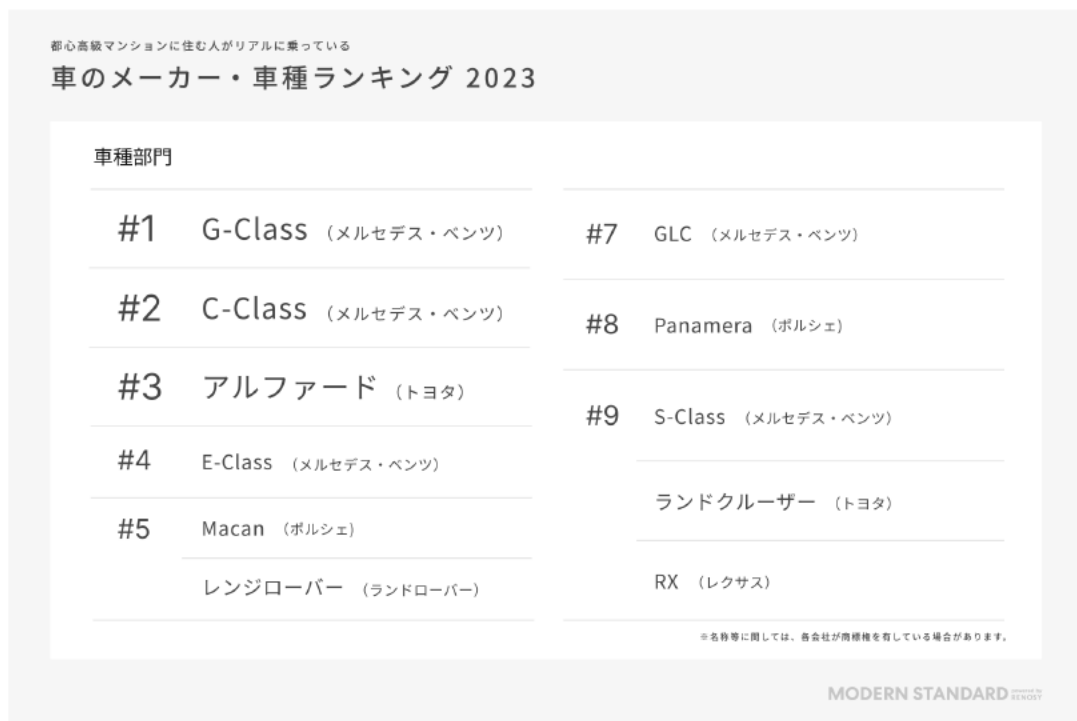 都心高級マンションに住む人がリアルに乗っている
車のメーカー・車種ランキング 2023
車種部門
#1 G-Class （メルセデス・ベンツ）
#2 C-Class （メルセデス・ベンツ）
#3 アルファード （トヨタ）
#4 E-Class （メルセデス・ベンツ）
#5 Macan （ポルシェ)
レンジローバー （ランドローバー）
#7 GLC （メルセデス・ベンツ）
#8 Panamera （ポルシェ)
#9 S-Class （メルセデス・ベンツ）
ランドクルーザー （トヨタ）
RX （レクサス）
※名称等に関しては、各会社が商標権を有している場合があります。
MODERN STANDARD powered by